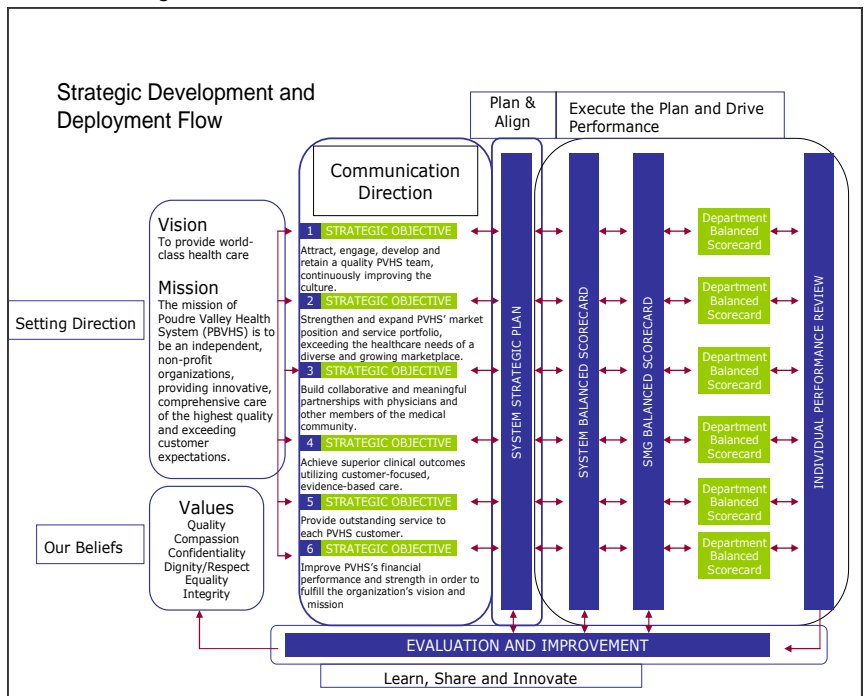 Strategic Development and
Deployment Flow
Plan &
Align
Execute the Plan and Drive
Performance
Communication
Direction
Setting Direction
Vision
To provide world-
class health care
Mission
The mission of
Poudre Valley Health
System (PBVHS) is to
be an independent,
non-profit
organizations,
providing innovative,
comprehensive care
of the highest quality
and exceeding
customer
expectations.
Our Beliefs
Values
Quality
Compassion
Confidentiality
Dignity/Respect
Equality
Integrity
1 STRATEGIC OBJECTIVE
Attract, engage, develop and
retain a quality PVHS team,
continuously improving the
culture.
2 STRATEGIC OBJECTIVE
Strengthen and expand PVHS' market
position and service portfolio,
exceeding the healthcare needs of a
diverse and growing marketplace.
3 STRATEGIC OBJECTIVE
Build collaborative and meaningful
partnerships with physicians and
other members of the medical
community.
4 STRATEGIC OBJECTIVE
Achieve superior clinical outcomes
utilizing customer-focused,
evidence-based care.
5 STRATEGIC OBJECTIVE
Provide outstanding service to
each PVHS customer.
6 STRATEGIC OBJECTIVE
Improve PVHS's financial
performance and strength in order to
fulfill the organization's vision and
mission
SYSTEM STRATEGIC PLAN
SYSTEM BALANCED SCORECARD
SMG BALANCED SCORECARD
Department
Balanced
Scorecard
Department
Balanced
Scorecard
Department
Balanced
Scorecard
Department
Balanced
Scorecard
Department
Balanced
Scorecard
Department
Balanced
Scorecard
INDIVIDUAL PERFORMANCE REVIEW
EVALUATION AND IMPROVEMENT
Learn, Share and Innovate